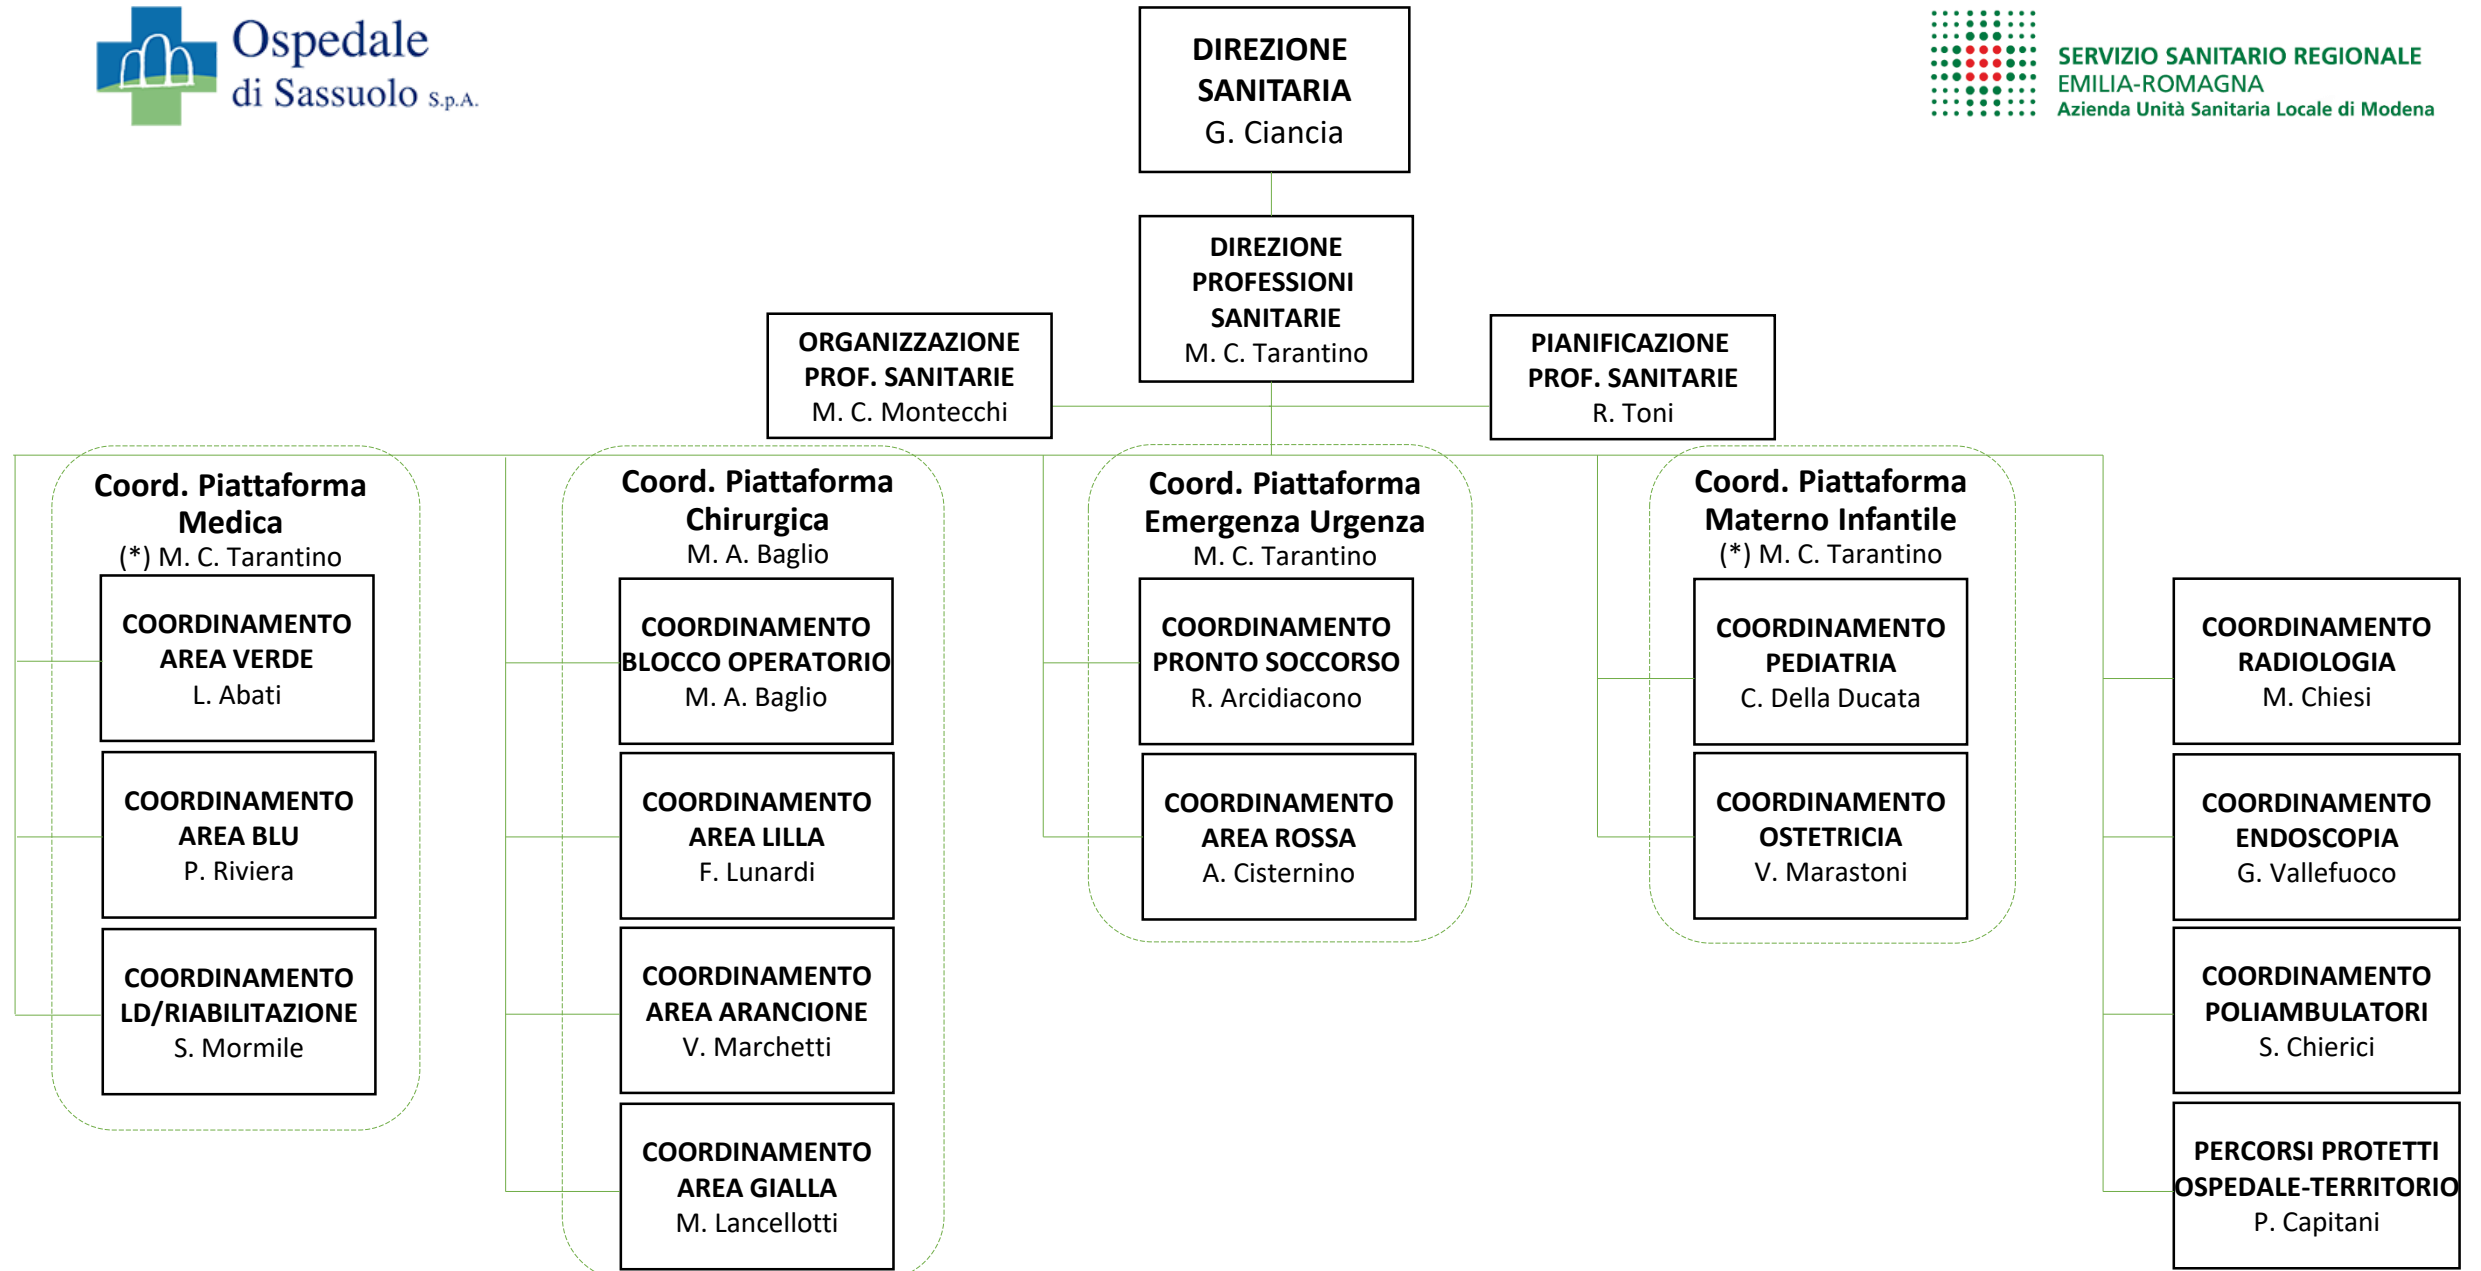 Ospedale
di Sassuolo S.p.A.
DIREZIONE
SANITARIA
G. Ciancia
SERVIZIO SANITARIO REGIONALE
EMILIA-ROMAGNA
Azienda Unità Sanitaria Locale di Modena
DIREZIONE
PROFESSIONI
SANITARIE
M. C. Tarantino
ORGANIZZAZIONE
PROF. SANITARIE
M. C. Montecchi
PIANIFICAZIONE
PROF. SANITARIE
R. Toni
Coord. Piattaforma
Medica
(*) M. C. Tarantino
COORDINAMENTO
AREA VERDE
L. Abati
COORDINAMENTO
AREA BLU
P. Riviera
COORDINAMENTO
LD/RIABILITAZIONE
S. Mormile
Coord. Piattaforma
Chirurgica
M. A. Baglio
COORDINAMENTO
BLOCCO OPERATORIO
M. A. Baglio
COORDINAMENTO
AREA LILLA
F. Lunardi
COORDINAMENTO
AREA ARANCIONE
V. Marchetti
COORDINAMENTO
AREA GIALLA
M. Lancellotti
Coord. Piattaforma
Emergenza Urgenza
M. C. Tarantino
COORDINAMENTO
PRONTO SOCCORSO
R. Arcidiacono
COORDINAMENTO
AREA ROSSA
A. Cisternino
Coord. Piattaforma
Materno Infantile
(*) M. C. Tarantino
COORDINAMENTO
PEDIATRIA
C. Della Ducata
COORDINAMENTO
OSTETRICIA
V. Marastoni
COORDINAMENTO
RADIOLOGIA
M. Chiesi
COORDINAMENTO
ENDOSCOPIA
G. Vallefuoco
COORDINAMENTO
POLIAMBULATORI
S. Chierici
PERCORSI PROTETTI
OSPEDALE-TERRITORIO
P. Capitani